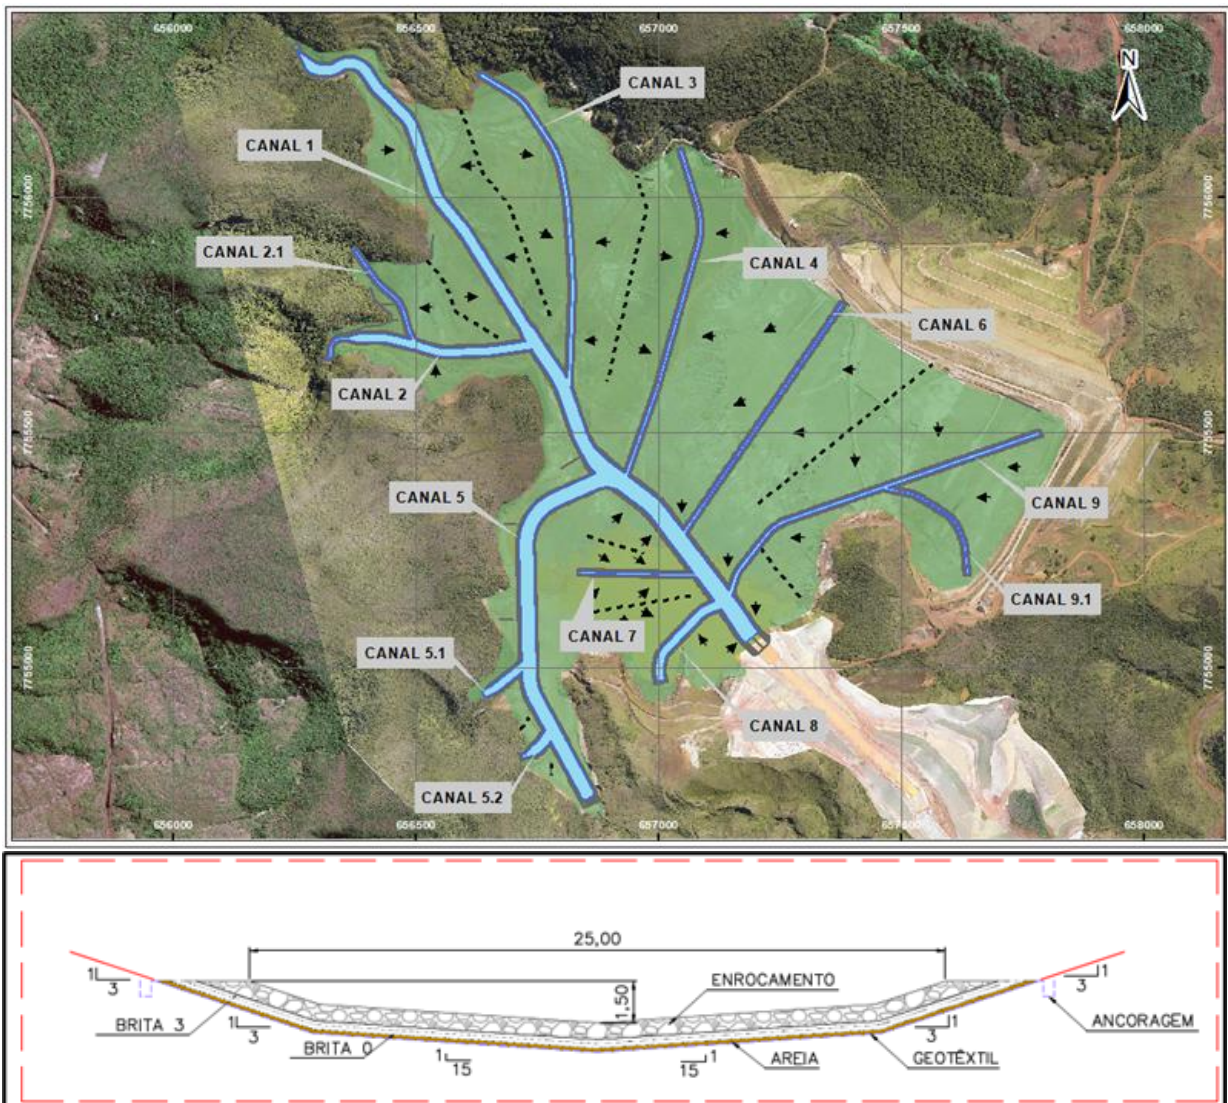 656000
656500
657000
657500
658000
N
CANAL 3
CANAL 1
7756000
7756000
CANAL 2.1
CANAL 4
CANAL 6
CANAL 2
7755500
7755500
CANAL 5
CANAL 9
CANAL 9.1
CANAL 7
CANAL 5.1
7755000
7755000
CANAL 8
CANAL 5.2
656000
656500
657000
657500
658000
25,00
1
3
1,50
ENROCAMENTO
1
3
BRITA 3
1
3
BRITA 0
1
15
1
15
AREIA
1
3
GEOTÊXTIL
ANCORAGEM